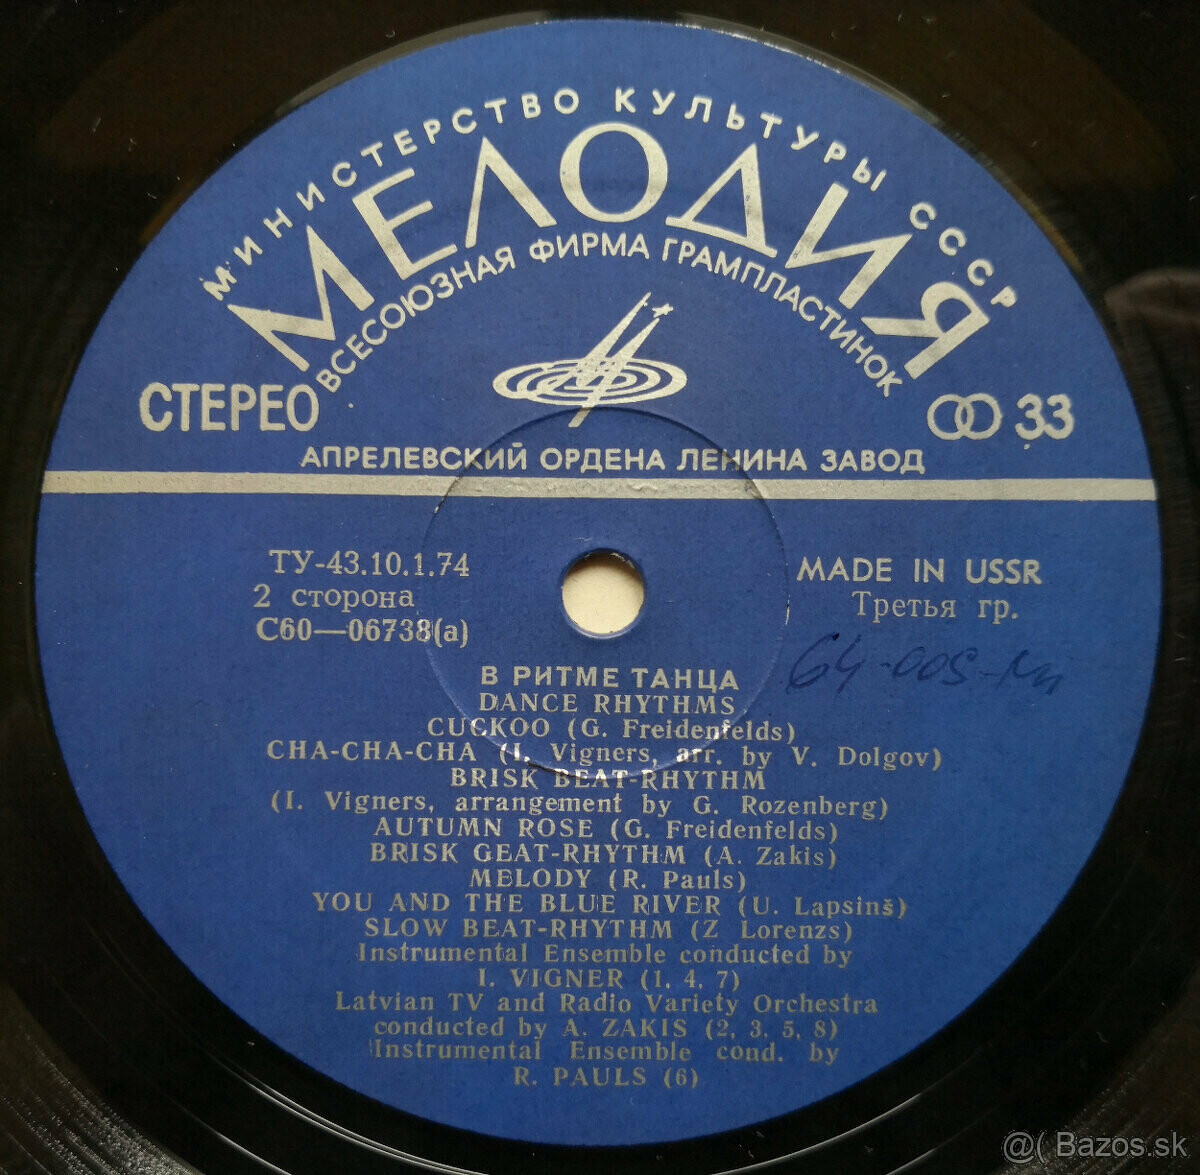 МИНИСТЕРСТВО КУЛЬТУРЫ СССР
МЕЛОДИЯ
ВСЕСОЮЗНАЯ ФИРМА ГРАМПЛАСТИНОК
СТЕРЕО
33
АПРЕЛЕВСКИЙ ОРДЕНА ЛЕНИНА ЗАВОД
ТУ-43.10.1.74
2 сторона
С60—06738(а)
MADE IN USSR
Третья гр.
В РИТМЕ ТАНЦА
DANCE RHYTHMS
CUCKOO (G. Freidenfelds)
CHA-CHA-CHA (I. Vigners, arr. by V. Dolgov)
BRISK BEAT-RHYTHM
(I. Vigners, arrangement by G. Rozenberg)
AUTUMN ROSE (G. Freidenfelds)
BRISK GEAT-RHYTHM (A. Zakis)
MELODY (R. Pauls)
YOU AND THE BLUE RIVER (U. Lapsinš)
SLOW BEAT-RHYTHM (Z Lorenzs)
Instrumental Ensemble conducted by
I. VIGNER (1, 4, 7)
Latvian TV and Radio Variety Orchestra
conducted by A. ZAKIS (2, 3, 5, 8)
Instrumental Ensemble cond. by
R. PAULS (6)
@( Bazos.sk